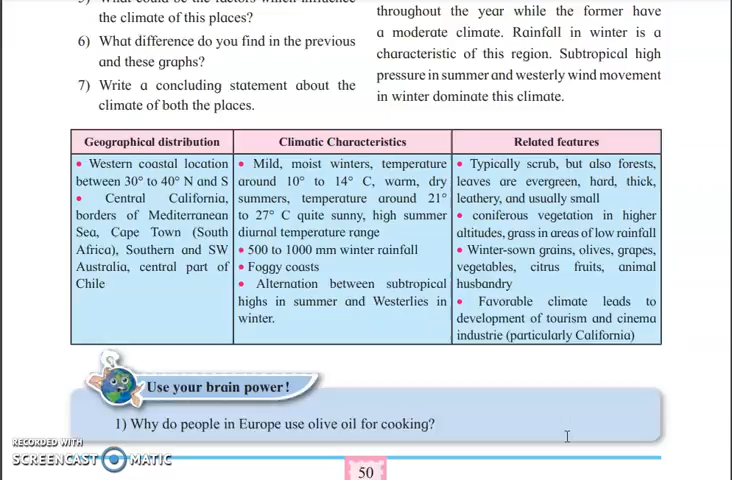 5) What could be the factors which influence
the climate of this places?
6) What difference do you find in the previous
and these graphs?
7) Write a concluding statement about the
climate of both the places.
throughout the year while the former have
a moderate climate. Rainfall in winter is a
characteristic of this region. Subtropical high
pressure in summer and westerly wind movement
in winter dominate this climate.
Geographical distribution
• Western coastal location
between 30° to 40° N and S
• Central California,
borders of Mediterranean
Sea, Cape Town (South
Africa), Southern and SW
Australia, central part of
Chile
Climatic Characteristics
• Mild, moist winters, temperature
around 10° to 14° C, warm, dry
summers, temperature around 21°
to 27° C quite sunny, high summer
diurnal temperature range
• 500 to 1000 mm winter rainfall
• Foggy coasts
• Alternation between subtropical
highs in summer and Westerlies in
winter.
Related features
• Typically scrub, but also forests,
leaves are evergreen, hard, thick,
leathery, and usually small
• coniferous vegetation in higher
altitudes, grass in areas of low rainfall
• Winter-sown grains, olives, grapes,
vegetables, citrus fruits, animal
husbandry
• Favorable climate leads to
development of tourism and cinema
industrie (particularly California)
Use your brain power!
1) Why do people in Europe use olive oil for cooking?
RECORDED WITH
SCREENCAST MATIC
50